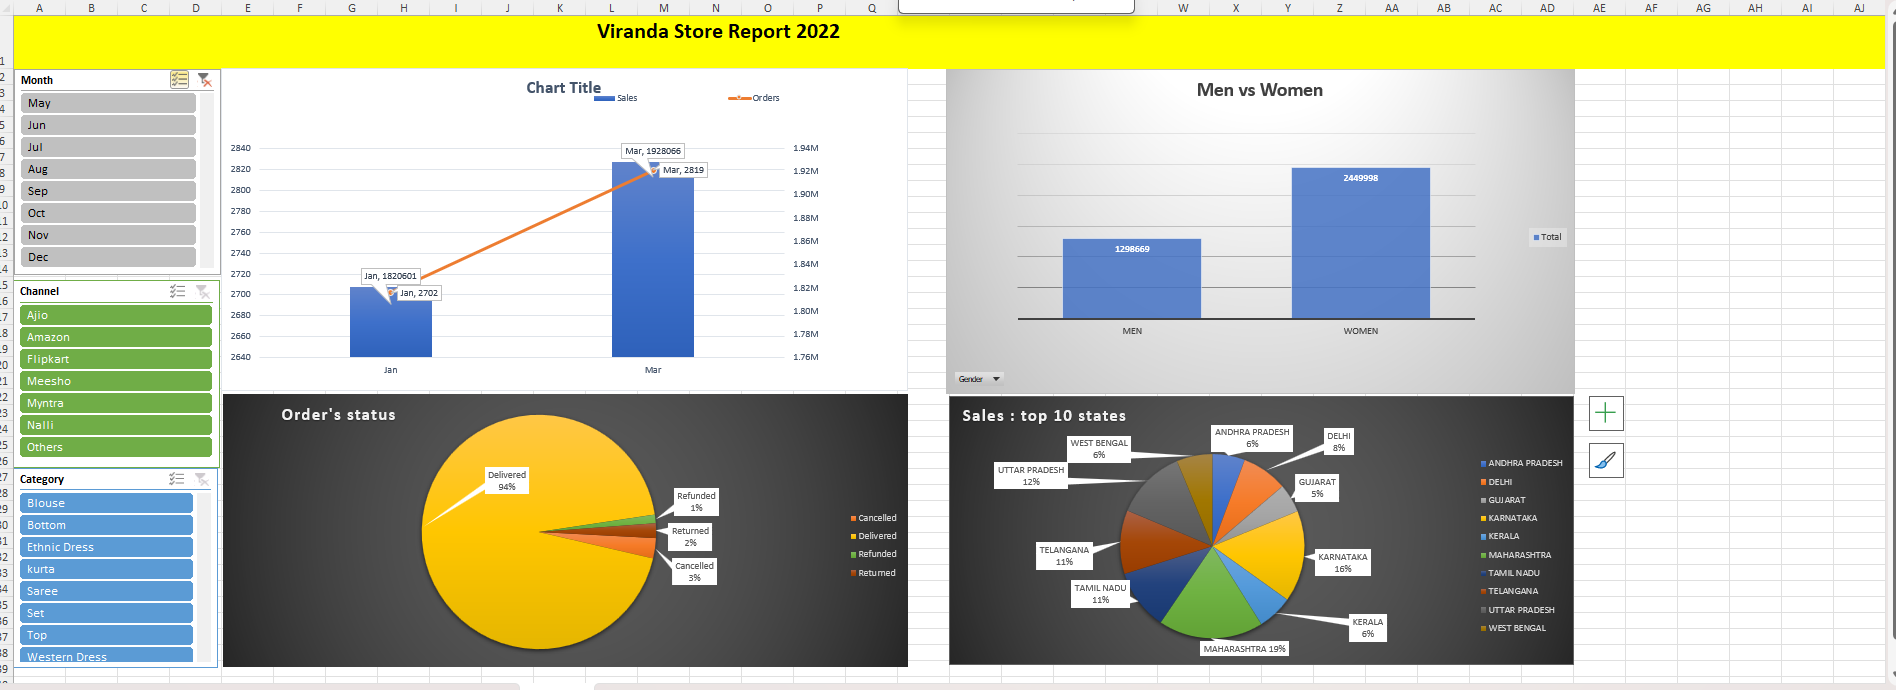 A B C D E F G H I J K L M N O P Q W X Y Z AA AB AC AD AE AF AG AH AI AJ
Viranda Store Report 2022
Month
May
Jun
Jul
Aug
Sep
Oct
Nov
Dec
Channel
Ajio
Amazon
Flipkart
Meesho
Myntra
Nalli
Others
Category
Blouse
Bottom
Ethnic Dress
kurta
Saree
Set
Top
Western Dress
Chart Title
Sales Orders
2840
2820
2800
2780
2760
2740
2720
2700
2680
2660
2640
Mar, 1928066
Mar, 2819
Jan, 1820601
Jan, 2702
1.94M
1.92M
1.90M
1.88M
1.86M
1.84M
1.82M
1.80M
1.78M
1.76M
Jan Mar
Men vs Women
2449998
1298669
Total
MEN WOMEN
Gender
Order's status
Delivered
94%
Refunded
1%
Returned
2%
Cancelled
3%
Cancelled
Delivered
Refunded
Returned
Sales : top 10 states
ANDHRA PRADESH
6%
DELHI
8%
GUJARAT
5%
KARNATAKA
16%
KERALA
6%
MAHARASHTRA 19%
TAMIL NADU
11%
TELANGANA
11%
UTTAR PRADESH
12%
WEST BENGAL
6%
ANDHRA PRADESH
DELHI
GUJARAT
KARNATAKA
KERALA
MAHARASHTRA
TAMIL NADU
TELANGANA
UTTAR PRADESH
WEST BENGAL